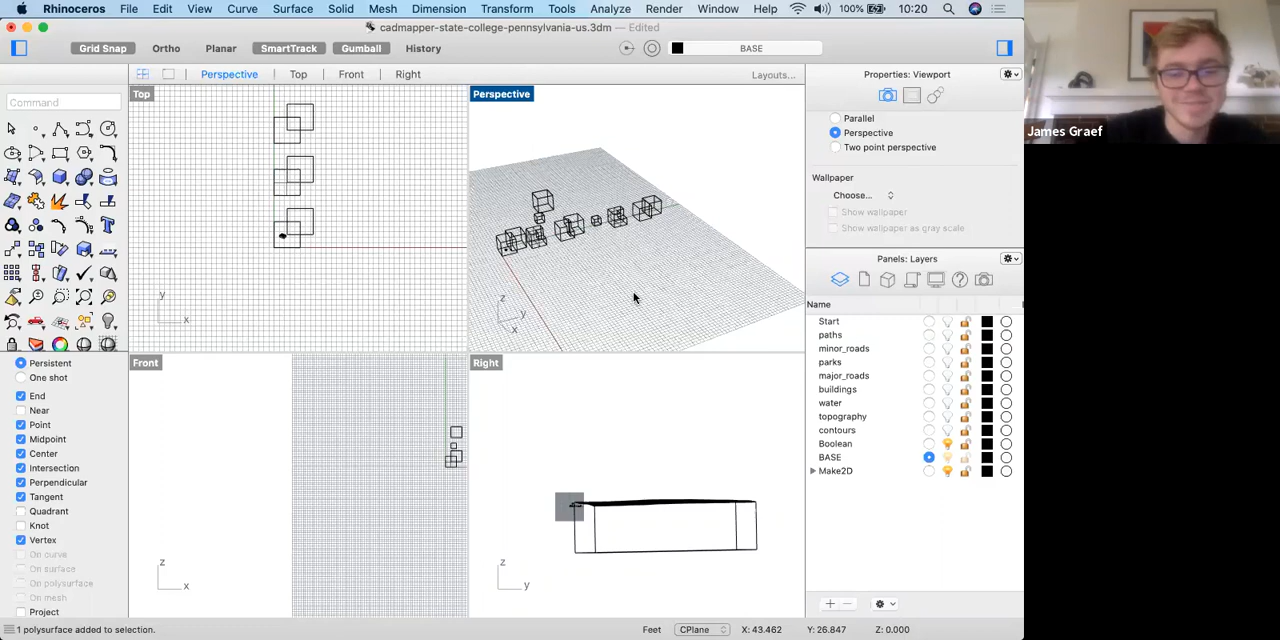 Rhinoceros File Edit View Curve Surface Solid Mesh Dimension Transform Tools Analyze Render Window Help 100% 10:20
cadmapper-state-college-pennsylvania-us.3dm — Edited
Grid Snap Ortho Planar SmartTrack Gumball History BASE
Perspective Top Front Right Layouts... Properties: Viewport
Command
Top
Perspective
Parallel
Perspective
Two point perspective
James Graef
Wallpaper
Choose...
Show wallpaper
Show wallpaper as gray scale
Panels: Layers
Name
Start
paths
minor_roads
parks
major_roads
buildings
water
topography
contours
Boolean
BASE
Make2D
y
x
z
y
x
Front
Right
Persistent
One shot
End
Near
Point
Midpoint
Center
Intersection
Perpendicular
Tangent
Quadrant
Knot
Vertex
On curve
On surface
On polysurface
On mesh
Project
z
x
z
y
1 polysurface added to selection. Feet CPlane X: 43.462 Y: 26.847 Z: 0.000